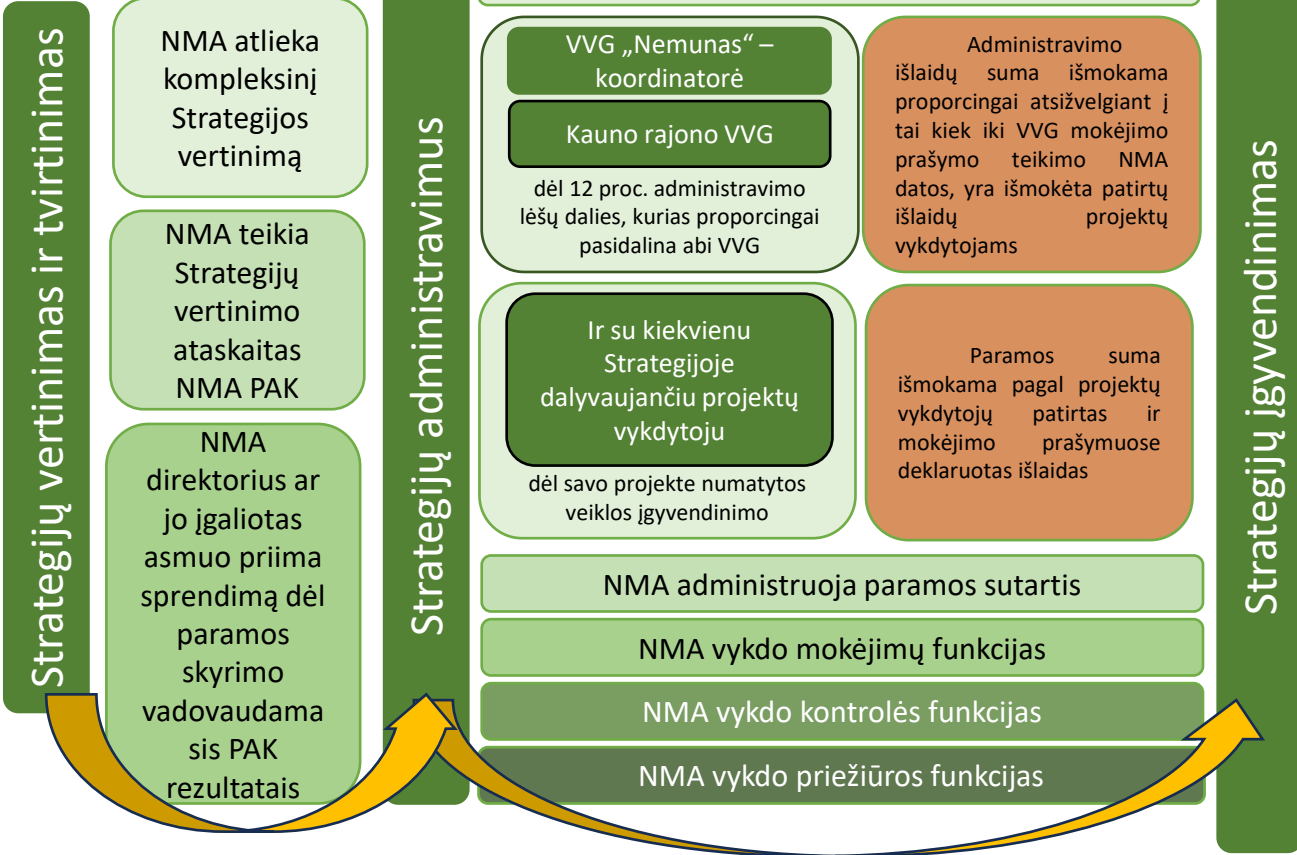 Strategijų vertinimas ir tvirtinimas
NMA atlieka
kompleksinį
Strategijos
vertinimą
NMA teikia
Strategijų
vertinimo
ataskaitas
NMA PAK
NMA
direktorius ar
jo įgaliotas
asmuo priima
sprendimą dėl
paramos
skyrimo
vadovaudama
sis PAK
rezultatais
Strategijų administravimus
VVG „Nemunas“ –
koordinatorė
Kauno rajono VVG
dėl 12 proc. administravimo
lėšų dalies, kurias proporcingai
pasidalina abi VVG
Administravimo
išlaidų suma išmokama
proporcingai atsižvelgiant į
tai kiek iki VVG mokėjimo
prašymo teikimo NMA
datos, yra išmokėta patirtų
išlaidų projektų
vykdytojams
Ir su kiekvienu
Strategijoje
dalyvaujančiu projektų
vykdytoju
dėl savo projekte numatytos
veiklos įgyvendinimo
Paramos suma
išmokama pagal projektų
vykdytojų patirtas ir
mokėjimo prašymuose
deklaruotas išlaidas
NMA administruoja paramos sutartis
NMA vykdo mokėjimų funkcijas
NMA vykdo kontrolės funkcijas
NMA vykdo priežiūros funkcijas
Strategijų įgyvendinimas